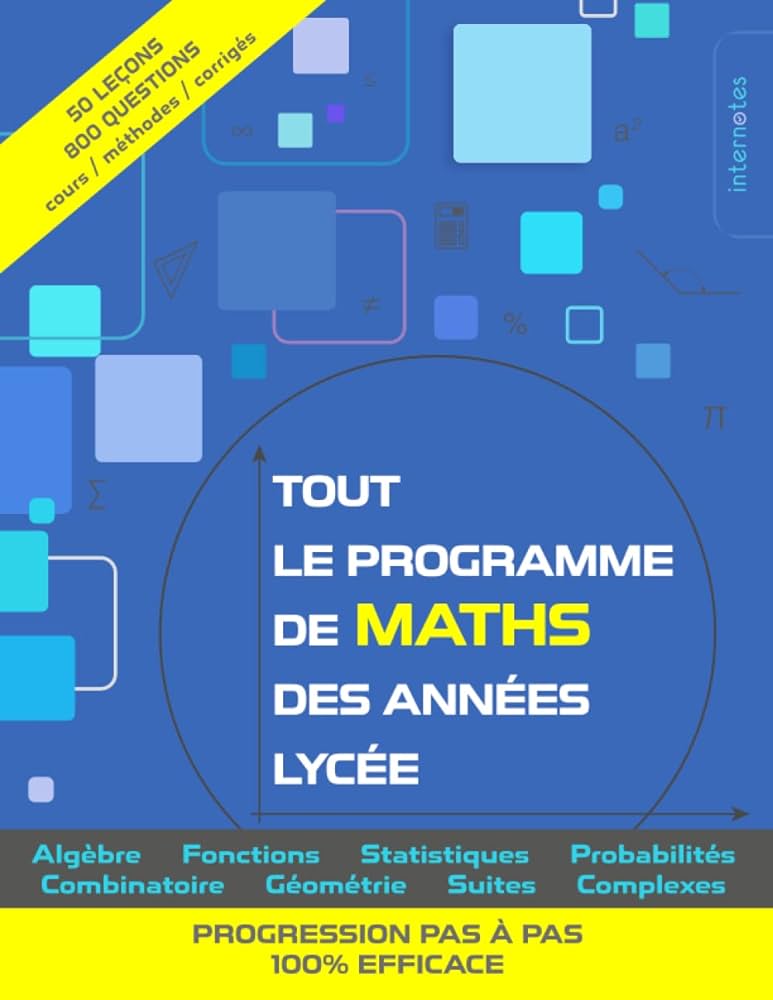 50 LEÇONS
800 QUESTIONS
cours / méthodes / corrigés
internotes
∞
s
a²
≠
%
π
Σ
TOUT
LE PROGRAMME
DE MATHS
DES ANNÉES
LYCÉE
Algèbre Fonctions Statistiques Probabilités
Combinatoire Géométrie Suites Complexes
PROGRESSION PAS À PAS
100% EFFICACE